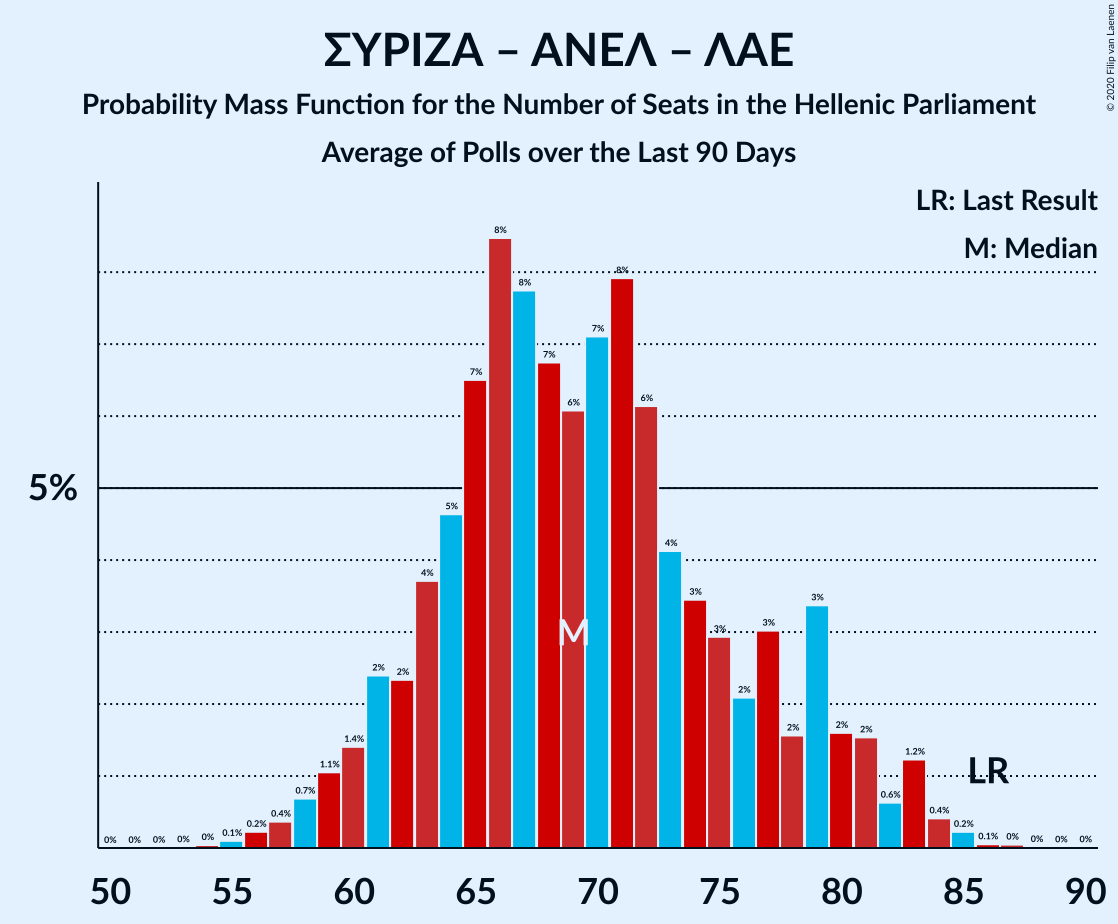 ΣΥΡΙΖΑ – ΑΝΕΛ – ΛΑΕ
Probability Mass Function for the Number of Seats in the Hellenic Parliament
Average of Polls over the Last 90 Days
© 2020 Filip van Laenen
LR: Last Result
M: Median
5%
0% 0% 0% 0% 0% 0.1% 0.2% 0.4% 0.7% 1.1% 1.4% 2% 2% 4% 5% 7% 8% 8% 7% 6% 7% 8% 6% 4% 3% 3% 2% 3% 2% 3% 2% 2% 0.6% 1.2% 0.4% 0.2% 0.1% 0% 0% 0% 0%
M
LR
50 55 60 65 70 75 80 85 90